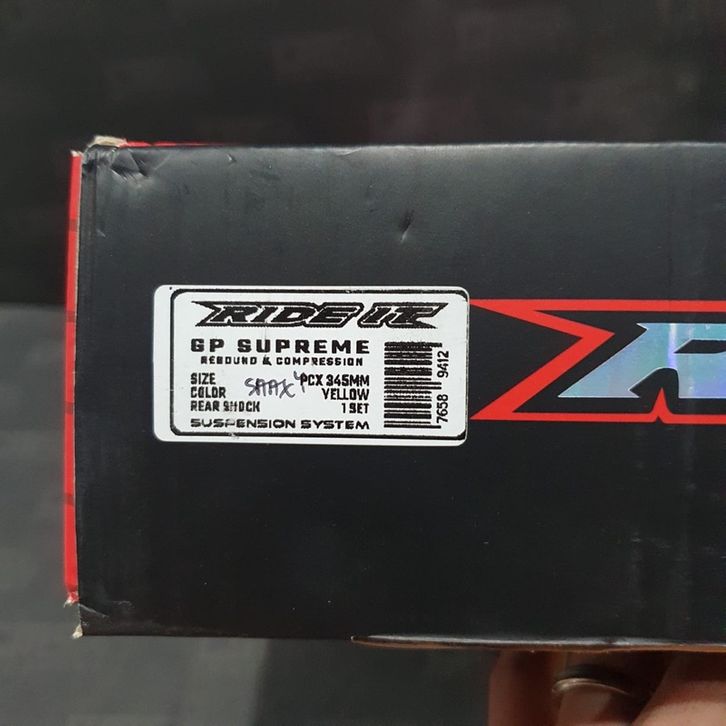 RIDE IT
GP SUPREME
REBOUND & COMPRESSION
SIZE PCX 345MM
COLOR YELLOW
REAR SHOCK 1 SET
SUSPENSION SYSTEM
7658 9412